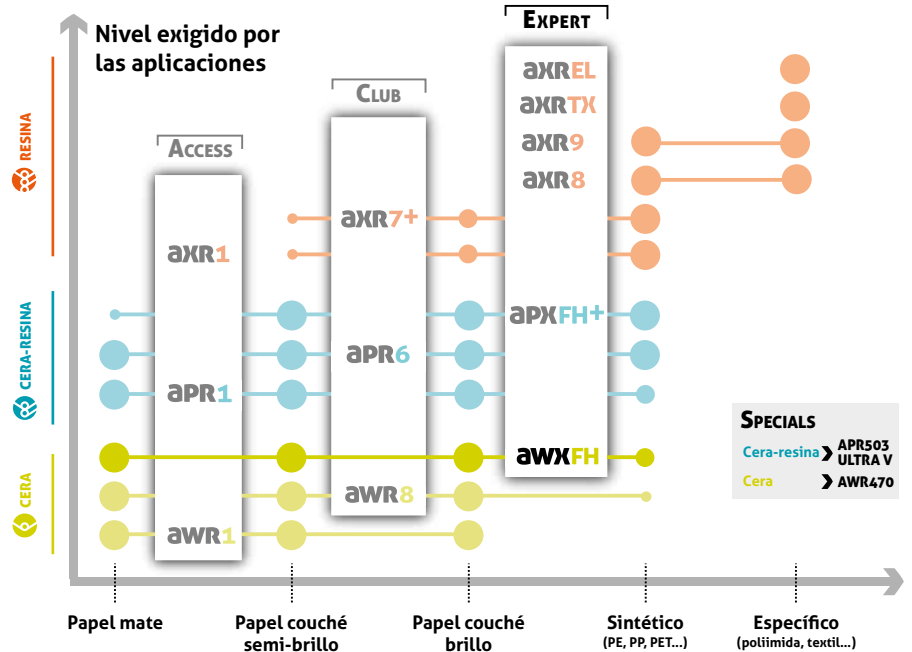 Nivel exigido por
las aplicaciones
EXPERT
CLUB
ACCESS
RESINA
CERA-RESINA
CERA
aXREL
aXRTX
aXR9
aXR8
aXR7+
aXR1
aPXFH+
aPR6
aPR1
aWXFH
aWR8
aWR1
SPECIALS
Cera-resina
APR503
ULTRA V
Cera
AWR470
Papel mate
Papel couché
semi-brillo
Papel couché
brillo
Sintético
(PE, PP, PET...)
Específico
(poliimida, textil...)